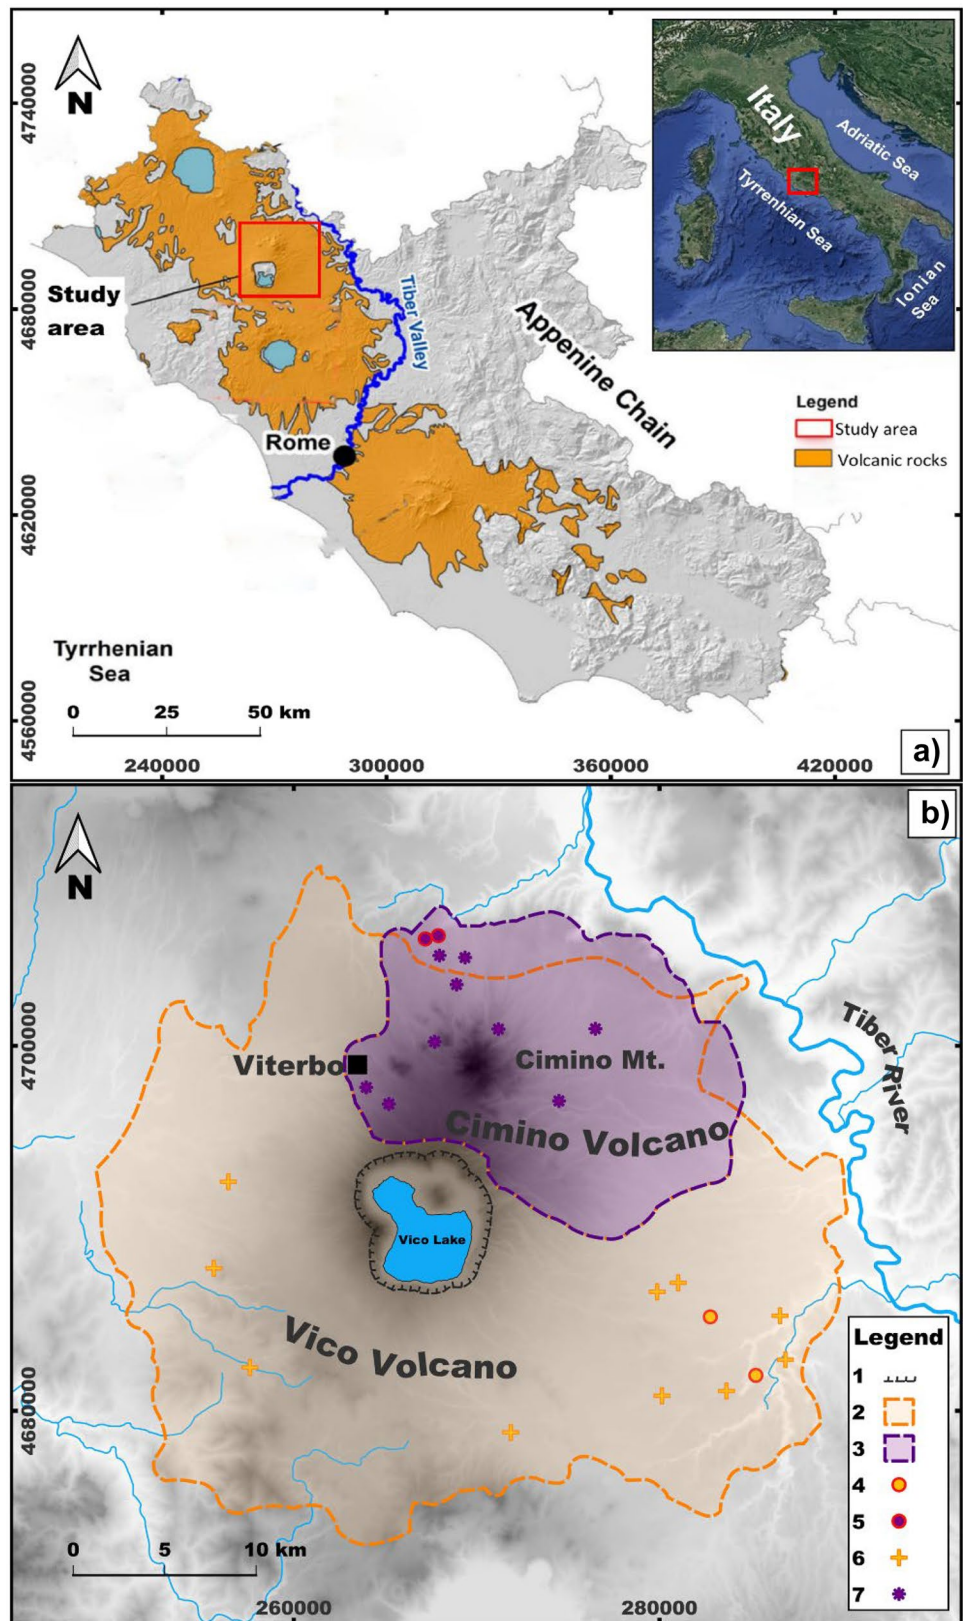 N
Italy
Adriatic Sea
Tyrrenhian Sea
Ionian
Sea
Study
area
Tiber Valley
Appenine Chain
Rome
Legend
Study area
Volcanic rocks
Tyrrhenian
Sea
0 25 50 km
4740000
4680000
4620000
4560000
240000 300000 360000 420000
a)
b)
N
Tiber River
Viterbo
Cimino Mt.
Cimino Volcano
Vico Lake
Vico Volcano
Legend
1
2
3
4
5
6
7
0 5 10 km
4700000
4680000
260000 280000